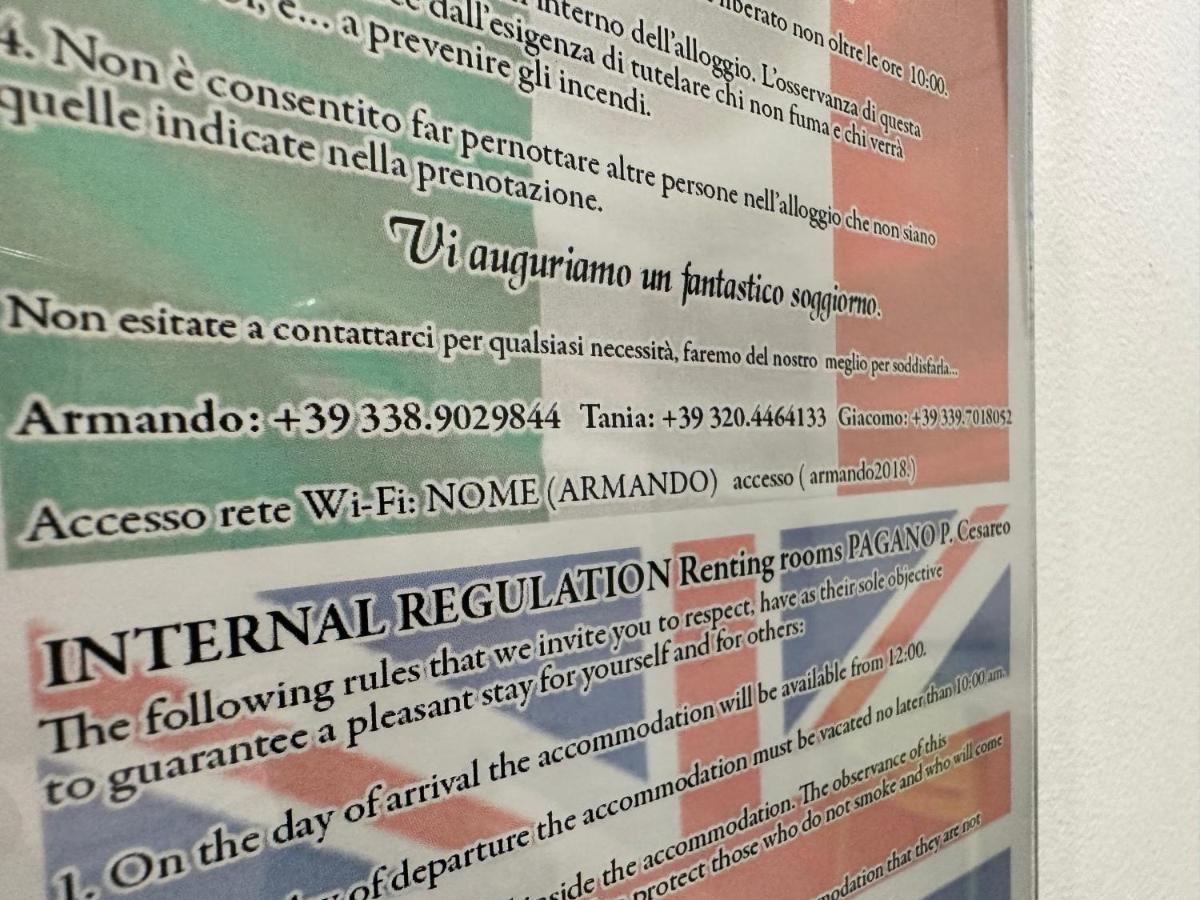 liberato non oltre le ore 10:00.
interno dell'alloggio. L'osservanza di questa
dall'esigenza di tutelare chi non fuma e chi verrà
a prevenire gli incendi.
4. Non è consentito far pernottare altre persone nell'alloggio che non siano
quelle indicate nella prenotazione.
Vi auguriamo un fantastico soggiorno.
Non esitate a contattarci per qualsiasi necessità, faremo del nostro meglio per soddisfarla...
Armando: +39 338.9029844 Tania: +39 320.4464133 Giacomo: +39 339.7018052
Accesso rete Wi-Fi: NOME (ARMANDO) accesso ( armando2018.)
INTERNAL REGULATION Renting rooms PAGANO P. Cesareo
The following rules that we invite you to respect, have as their sole objective
to guarantee a pleasant stay for yourself and for others:
1. On the day of arrival the accommodation will be available from 12:00.
of departure the accommodation must be vacated no later than 10:00 am.
the accommodation. The observance of this
protect those who do not smoke and who will come
that they are not